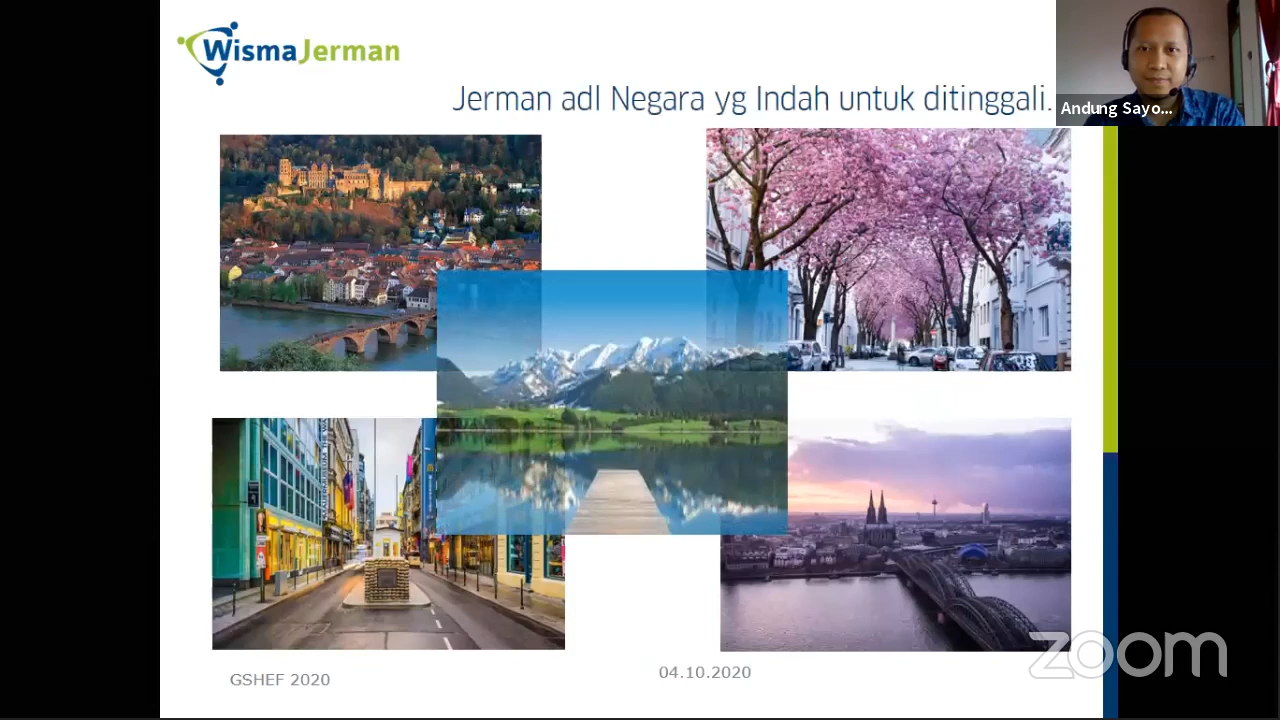 WismaJerman
Jerman adl Negara yg Indah untuk ditinggali.
Andung Sayo...
GSHEF 2020
04.10.2020
zoom